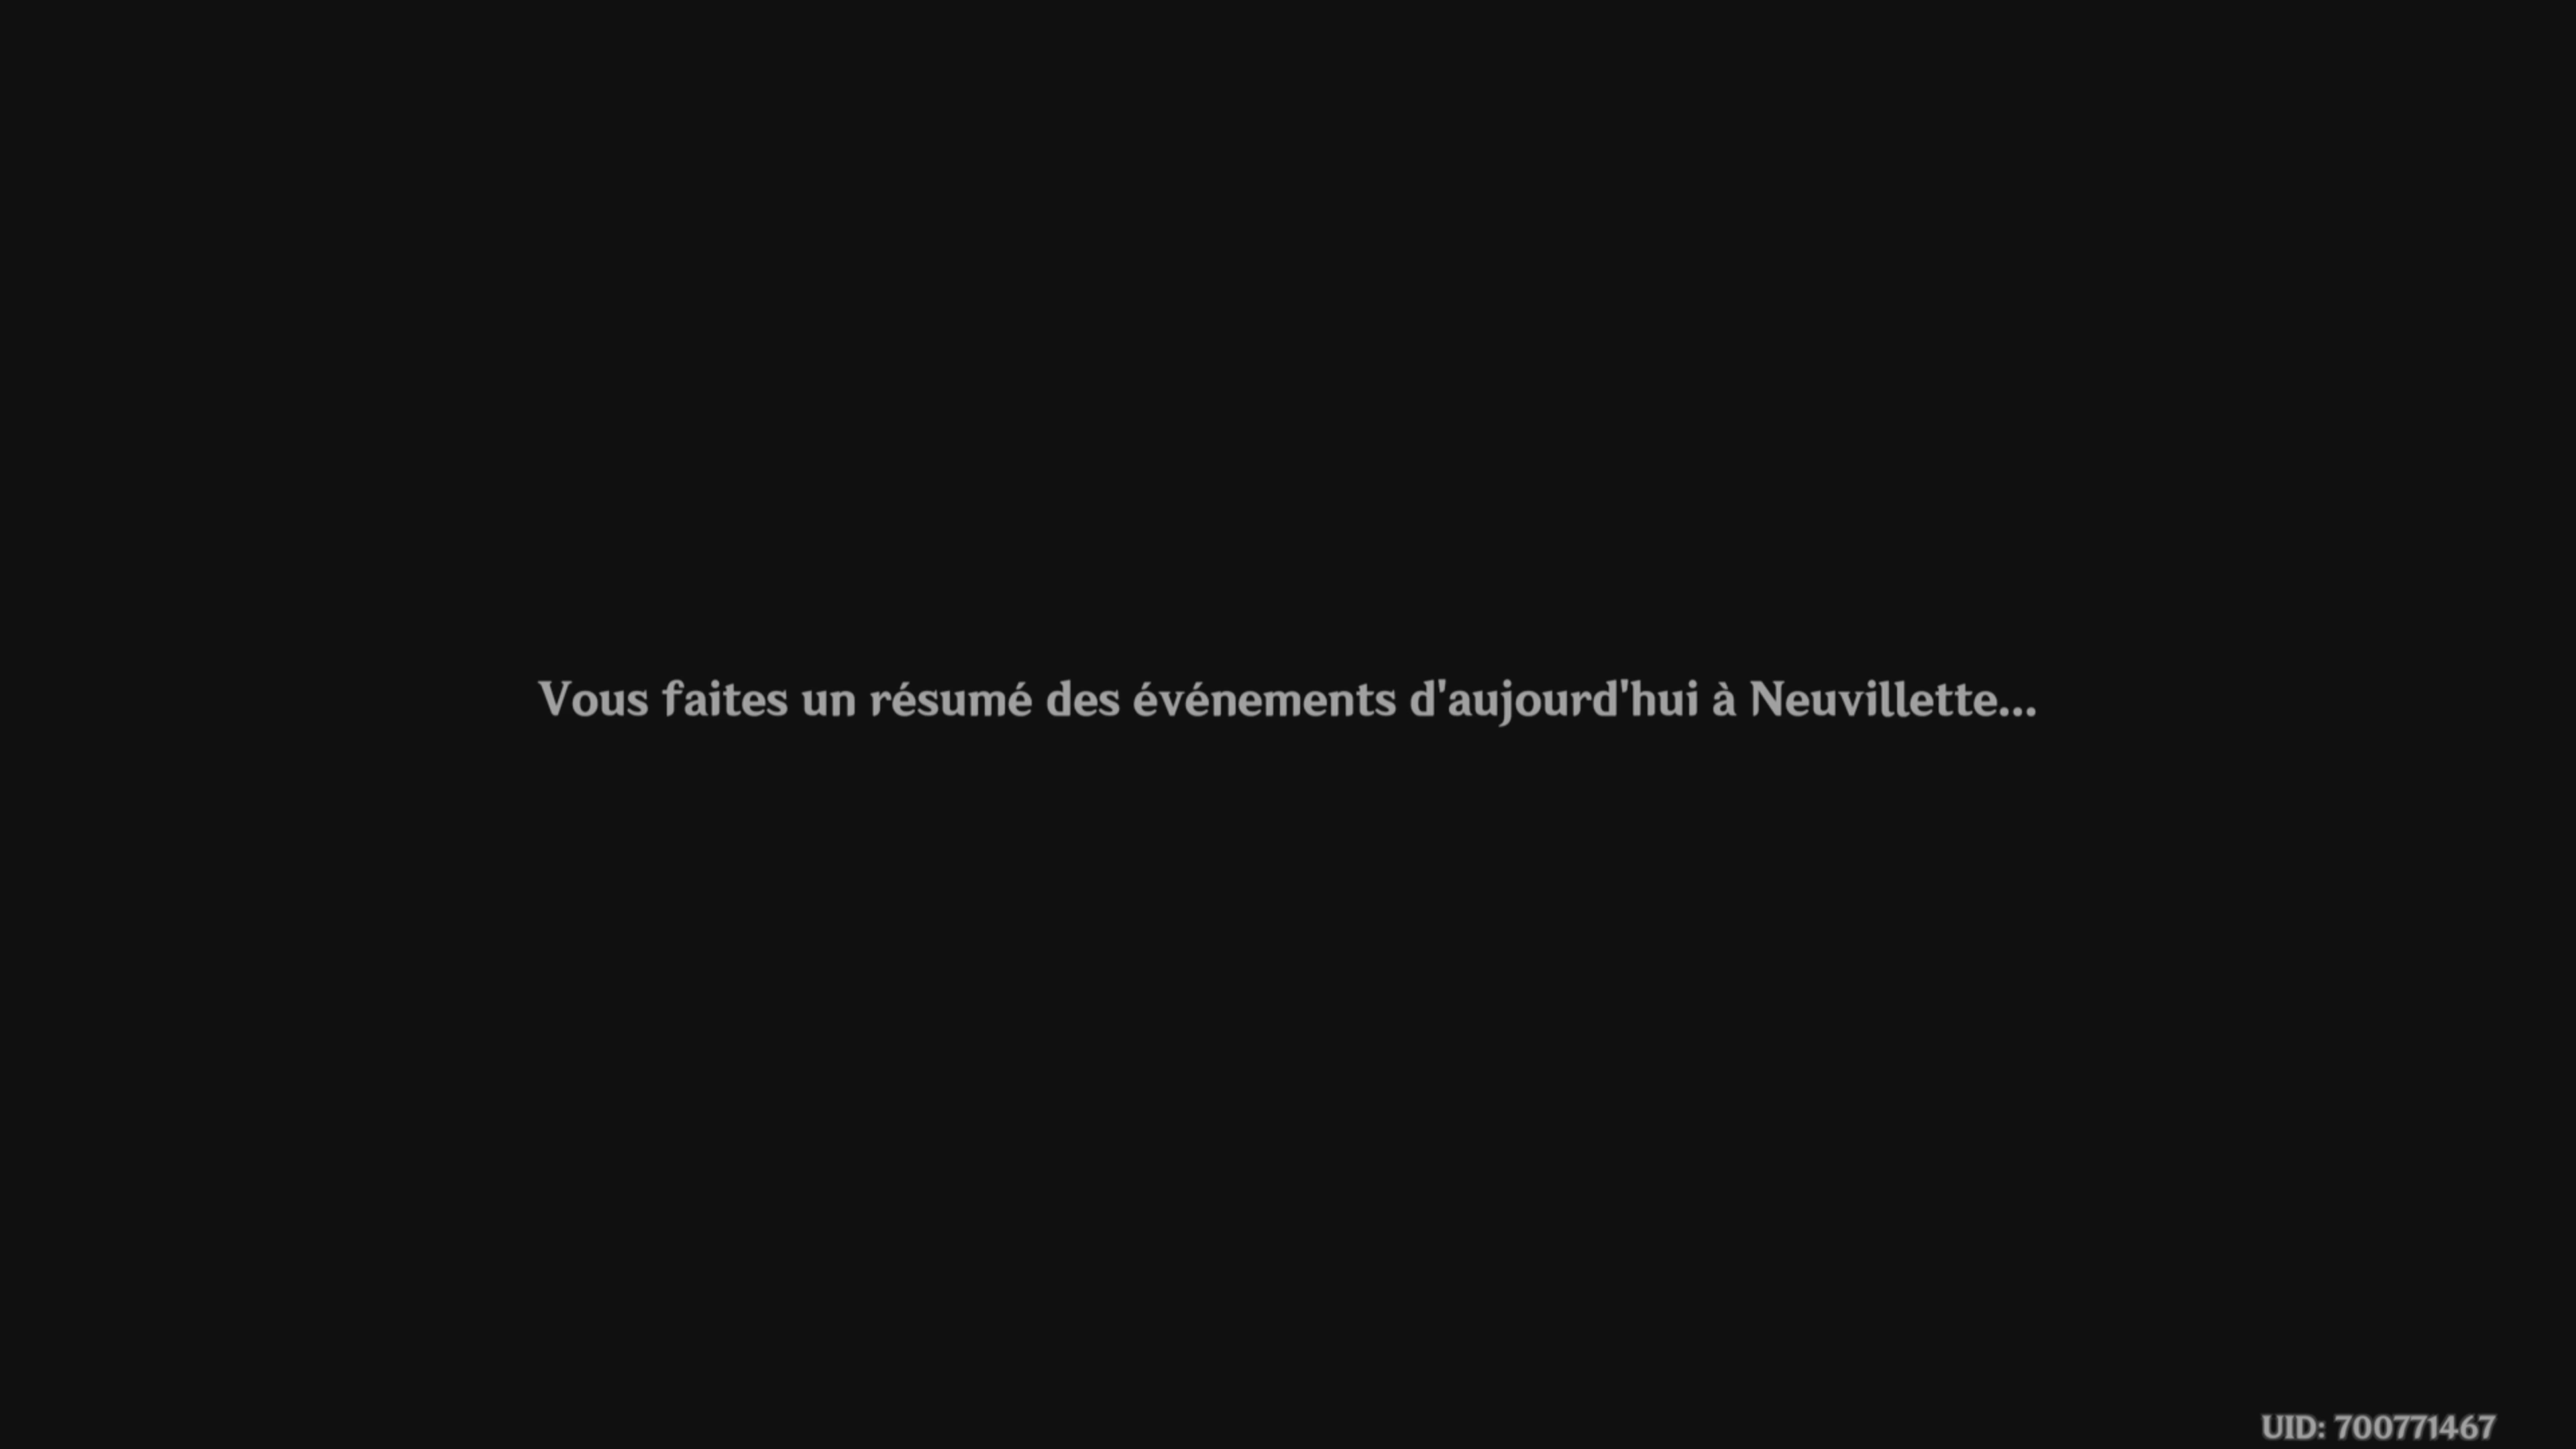 Vous faites un résumé des événements d'aujourd'hui à Neuvillette...
UID: 700771467